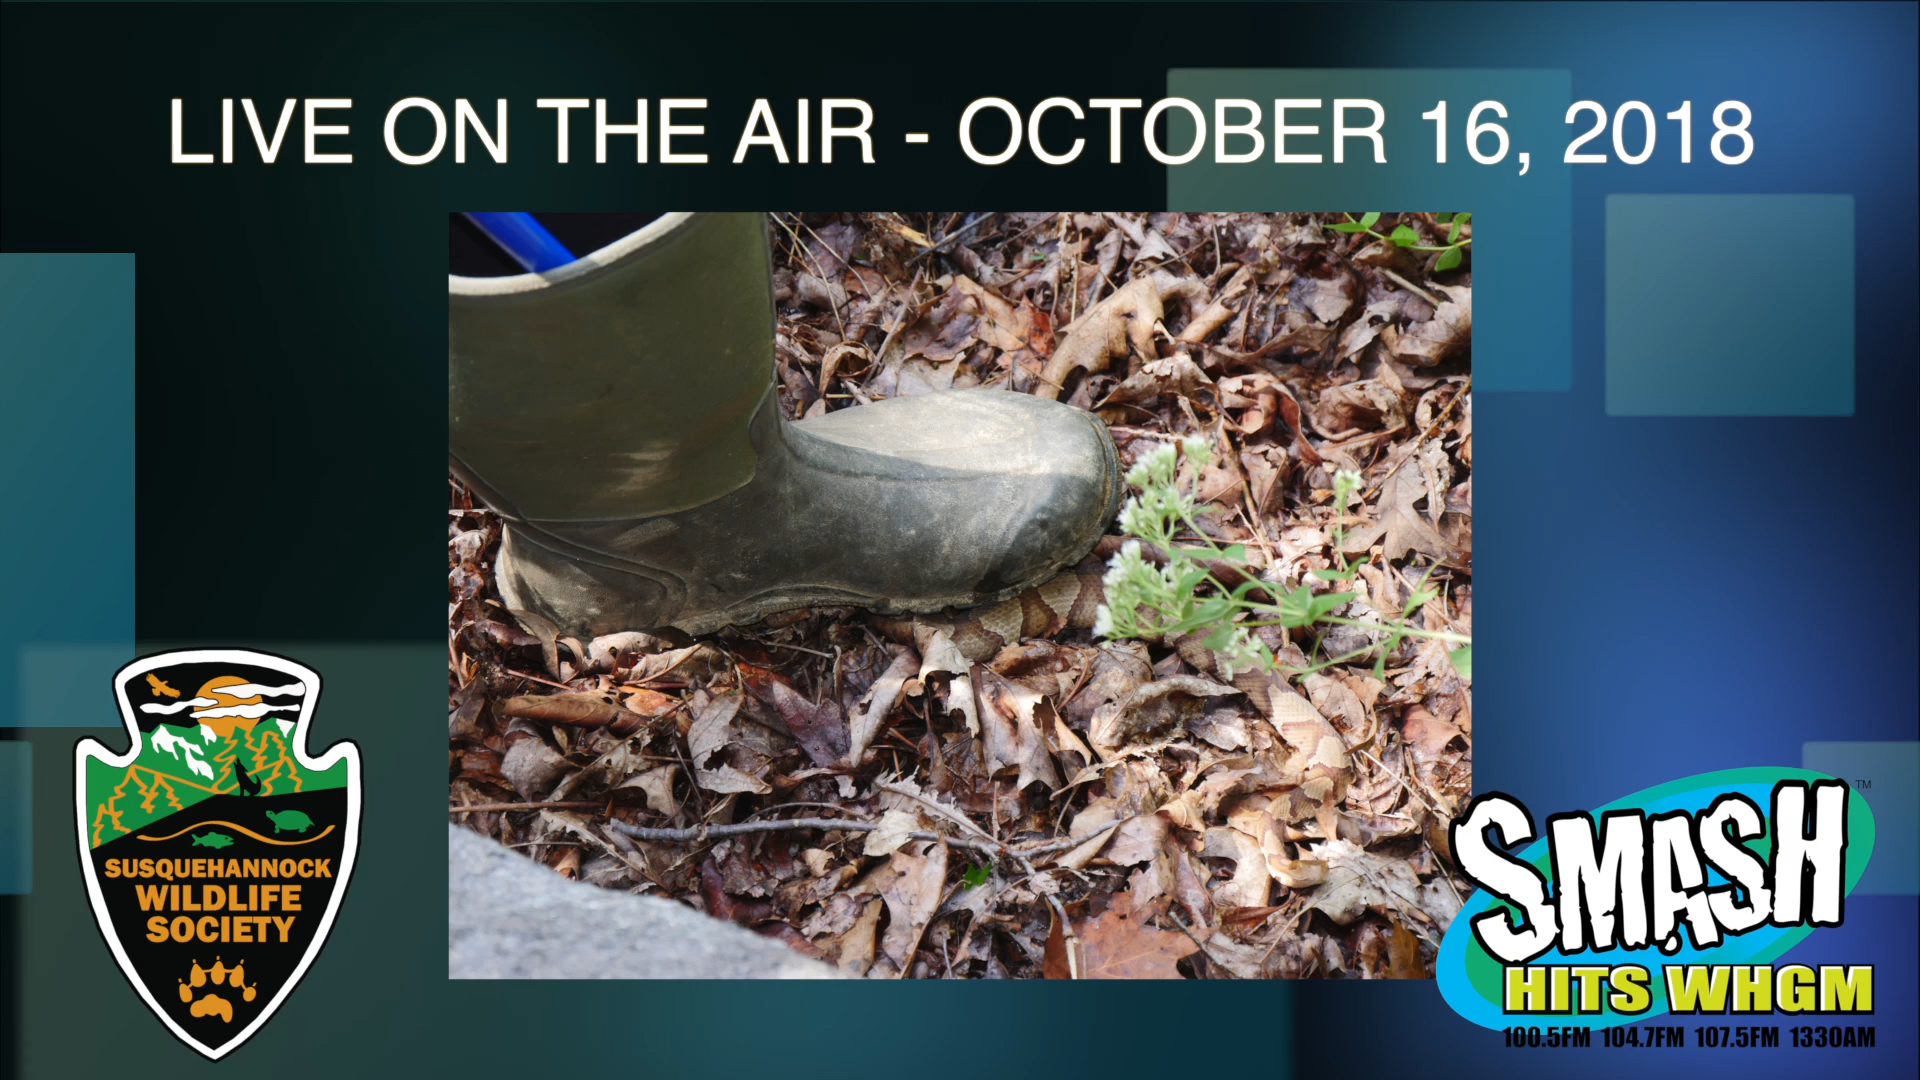 LIVE ON THE AIR - OCTOBER 16, 2018
SUSQUEHANNOCK
WILDLIFE
SOCIETY
SMASH
TM
HITS WHGM
100.5FM 104.7FM 107.5FM 1330AM